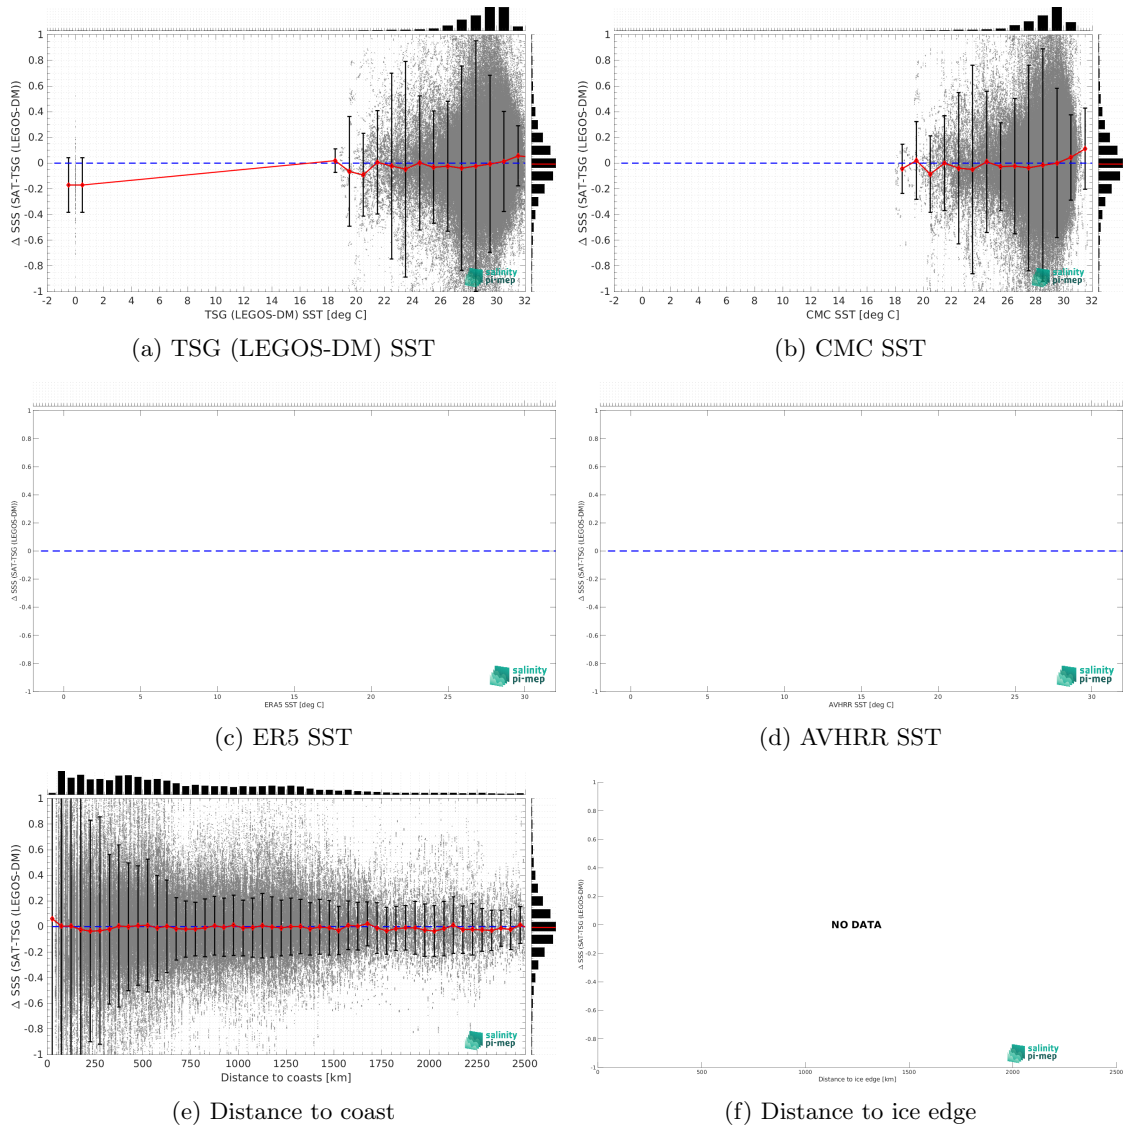 1
0.8
0.6
0.4
0.2
0
-0.2
-0.4
-0.6
-0.8
-1
Δ SSS (SAT-TSG (LEGOS-DM))
-2 0 2 4 6 8 10 12 14 16 18 20 22 24 26 28 30 32
TSG (LEGOS-DM) SST [deg C]
salinity
pi-mep
(a) TSG (LEGOS-DM) SST
1
0.8
0.6
0.4
0.2
0
-0.2
-0.4
-0.6
-0.8
-1
Δ SSS (SAT-TSG (LEGOS-DM))
-2 0 2 4 6 8 10 12 14 16 18 20 22 24 26 28 30 32
CMC SST [deg C]
salinity
pi-mep
(b) CMC SST
1
0.8
0.6
0.4
0.2
0
-0.2
-0.4
-0.6
-0.8
-1
Δ SSS (SAT-TSG (LEGOS-DM))
0 5 10 15 20 25 30
ERA5 SST [deg C]
salinity
pi-mep
(c) ER5 SST
1
0.8
0.6
0.4
0.2
0
-0.2
-0.4
-0.6
-0.8
-1
Δ SSS (SAT-TSG (LEGOS-DM))
0 5 10 15 20 25 30
AVHRR SST [deg C]
salinity
pi-mep
(d) AVHRR SST
1
0.8
0.6
0.4
0.2
0
-0.2
-0.4
-0.6
-0.8
-1
Δ SSS (SAT-TSG (LEGOS-DM))
0 250 500 750 1000 1250 1500 1750 2000 2250 2500
Distance to coasts [km]
salinity
pi-mep
(e) Distance to coast
1
0.8
0.6
0.4
0.2
0
-0.2
-0.4
-0.6
-0.8
-1
Δ SSS (SAT-TSG (LEGOS-DM))
NO DATA
0 500 1000 1500 2000 2500
Distance to ice edge [km]
salinity
pi-mep
(f) Distance to ice edge